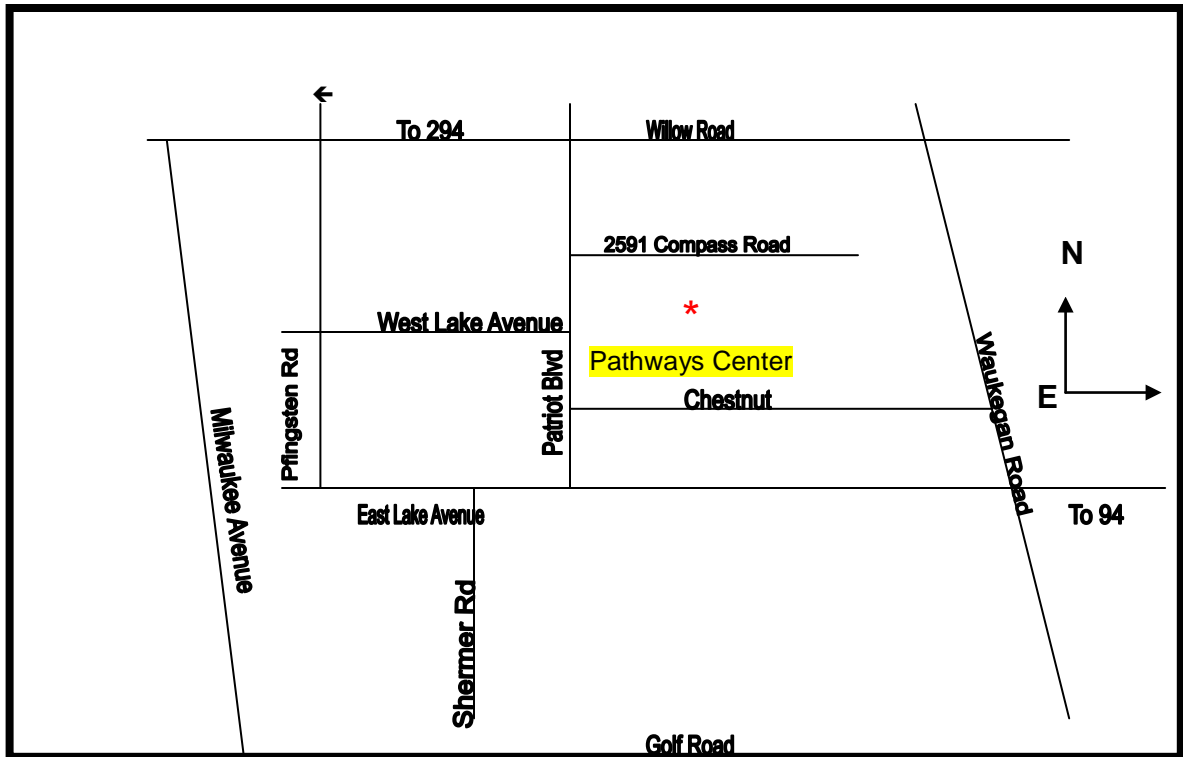 To 294
Willow Road
2591 Compass Road
N
*
West Lake Avenue
Pathways Center
Pfingsten Rd
Patriot Blvd
Chestnut
E
Waukegan Road
Milwaukee Avenue
East Lake Avenue
To 94
Shermer Rd
Golf Road